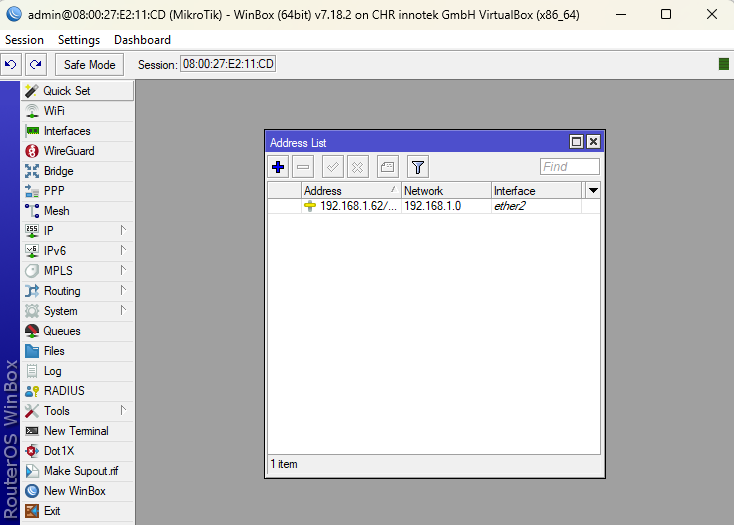 admin@08:00:27:E2:11:CD (MikroTik) - WinBox (64bit) v7.18.2 on CHR innotek GmbH VirtualBox (x86_64)
Session Settings Dashboard
Safe Mode Session: 08:00:27:E2:11:CD
Quick Set
WiFi
Interfaces
WireGuard
Bridge
PPP
Mesh
255 IP
v6 IPv6
MPLS
Routing
System
Queues
Files
Log
RADIUS
Tools
New Terminal
Dot1X
Make Supout.rif
New WinBox
Exit
RouterOS WinBox
Address List
Find
Address Network Interface
192.168.1.62/... 192.168.1.0 ether2
1 item